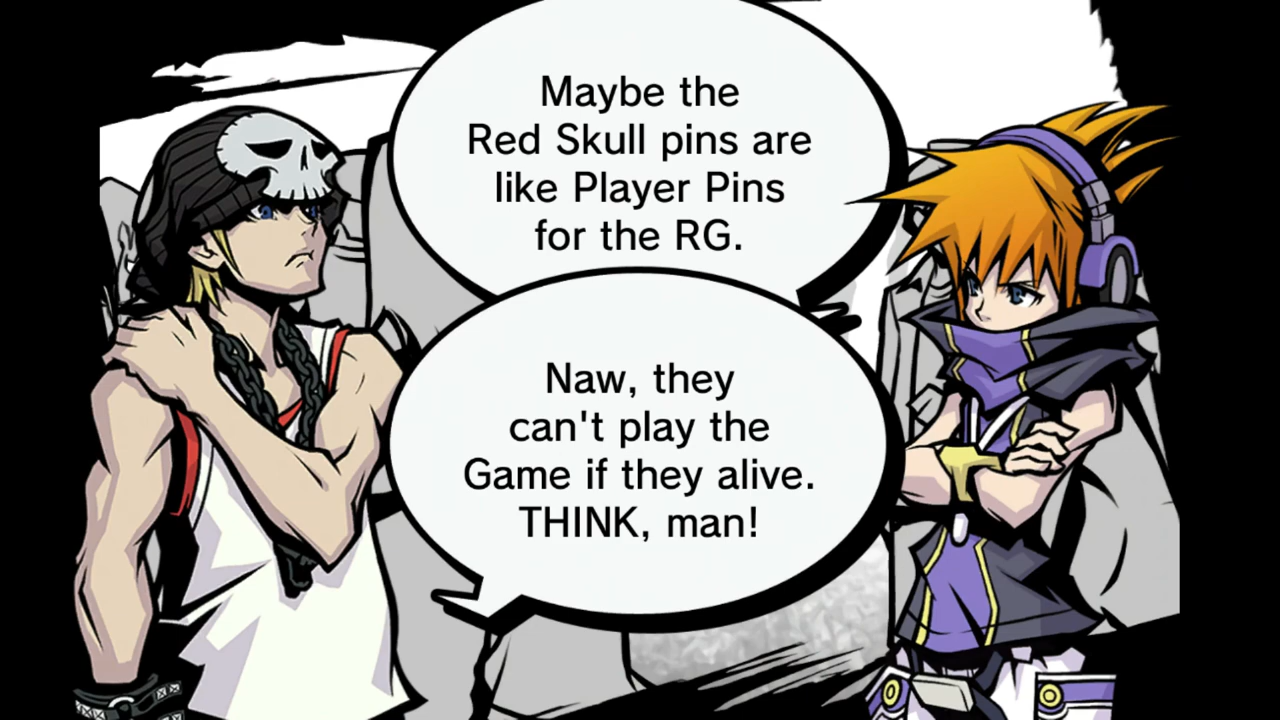 Maybe the
Red Skull pins are
like Player Pins
for the RG.
Naw, they
can't play the
Game if they alive.
THINK, man!